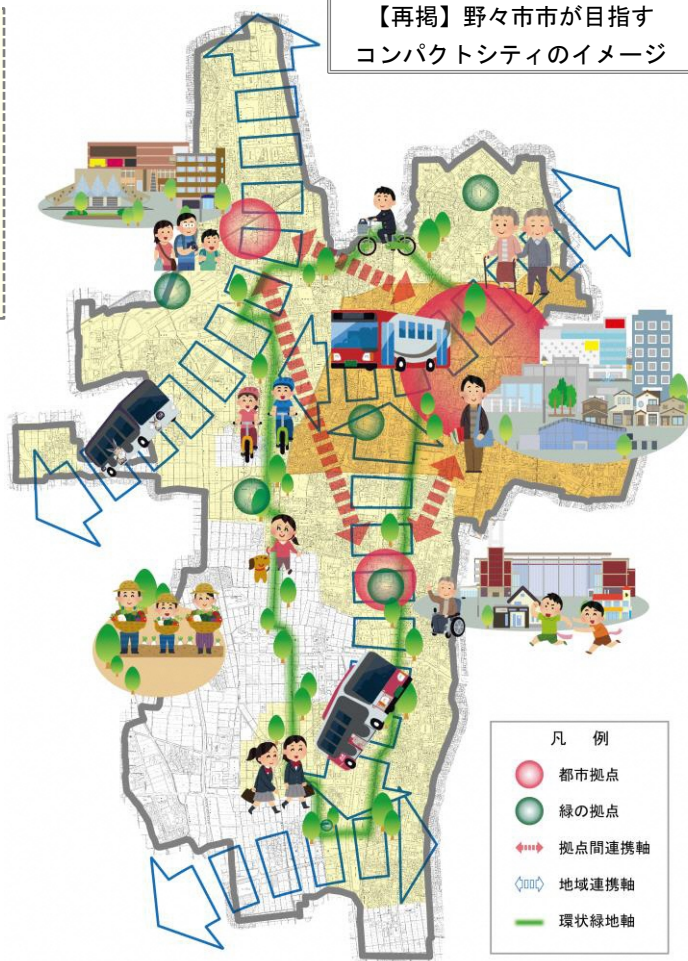 【再掲】野々市市が目指す
コンパクトシティのイメージ
凡　例
都市拠点
緑の拠点
拠点間連携軸
地域連携軸
環状緑地軸